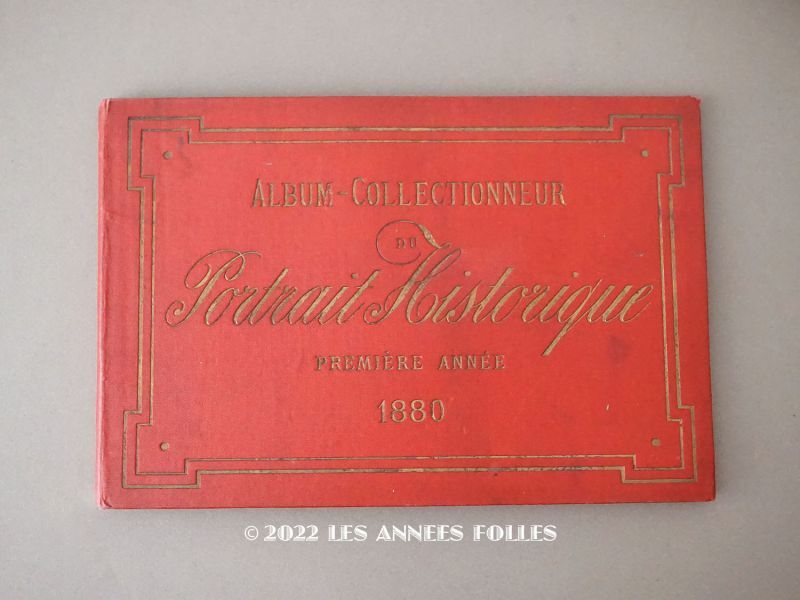 ALBUM-COLLECTIONNEUR
DU
Portrait Historique
PREMIÈRE ANNÉE
1880
© 2022 LES ANNEES FOLLES